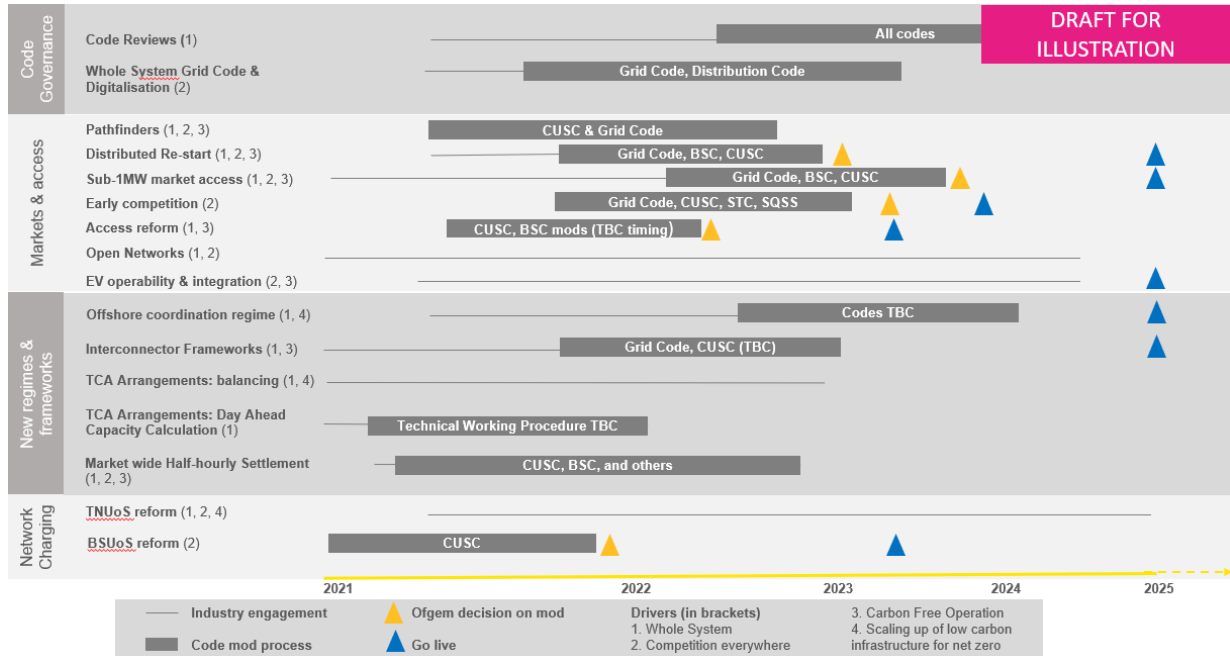 Code
Governance
Code Reviews (1)
All codes
DRAFT FOR
ILLUSTRATION
Whole System Grid Code &
Digitalisation (2)
Grid Code, Distribution Code
Markets & access
Pathfinders (1, 2, 3)
CUSC & Grid Code
Distributed Re-start (1, 2, 3)
Grid Code, BSC, CUSC
Sub-1MW market access (1, 2, 3)
Grid Code, BSC, CUSC
Early competition (2)
Grid Code, CUSC, STC, SQSS
Access reform (1, 3)
CUSC, BSC mods (TBC timing)
Open Networks (1, 2)
EV operability & integration (2, 3)
New regimes &
frameworks
Offshore coordination regime (1, 4)
Codes TBC
Interconnector Frameworks (1, 3)
Grid Code, CUSC (TBC)
TCA Arrangements: balancing (1, 4)
TCA Arrangements: Day Ahead
Capacity Calculation (1)
Technical Working Procedure TBC
Market wide Half-hourly Settlement
(1, 2, 3)
CUSC, BSC, and others
Network
Charging
TNUoS reform (1, 2, 4)
BSUoS reform (2)
CUSC
2021
2022
2023
2024
2025
Industry engagement
Code mod process
Ofgem decision on mod
Go live
Drivers (in brackets)
1. Whole System
2. Competition everywhere
3. Carbon Free Operation
4. Scaling up of low carbon
infrastructure for net zero